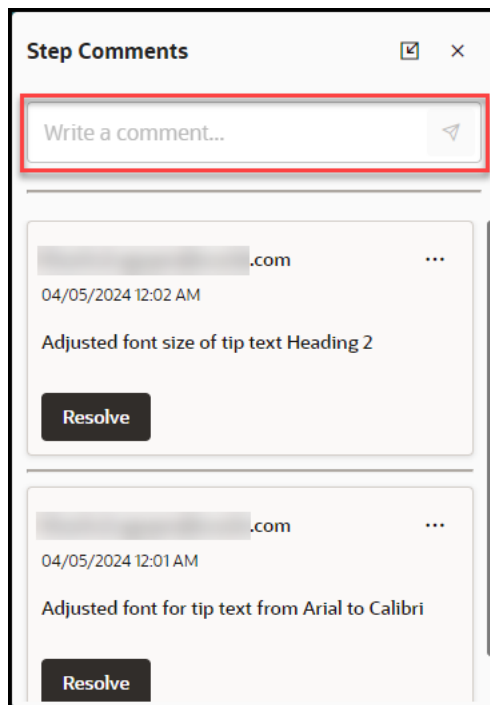 Step Comments
Write a comment...
.com
04/05/2024 12:02 AM
Adjusted font size of tip text Heading 2
Resolve
.com
04/05/2024 12:01 AM
Adjusted font for tip text from Arial to Calibri
Resolve